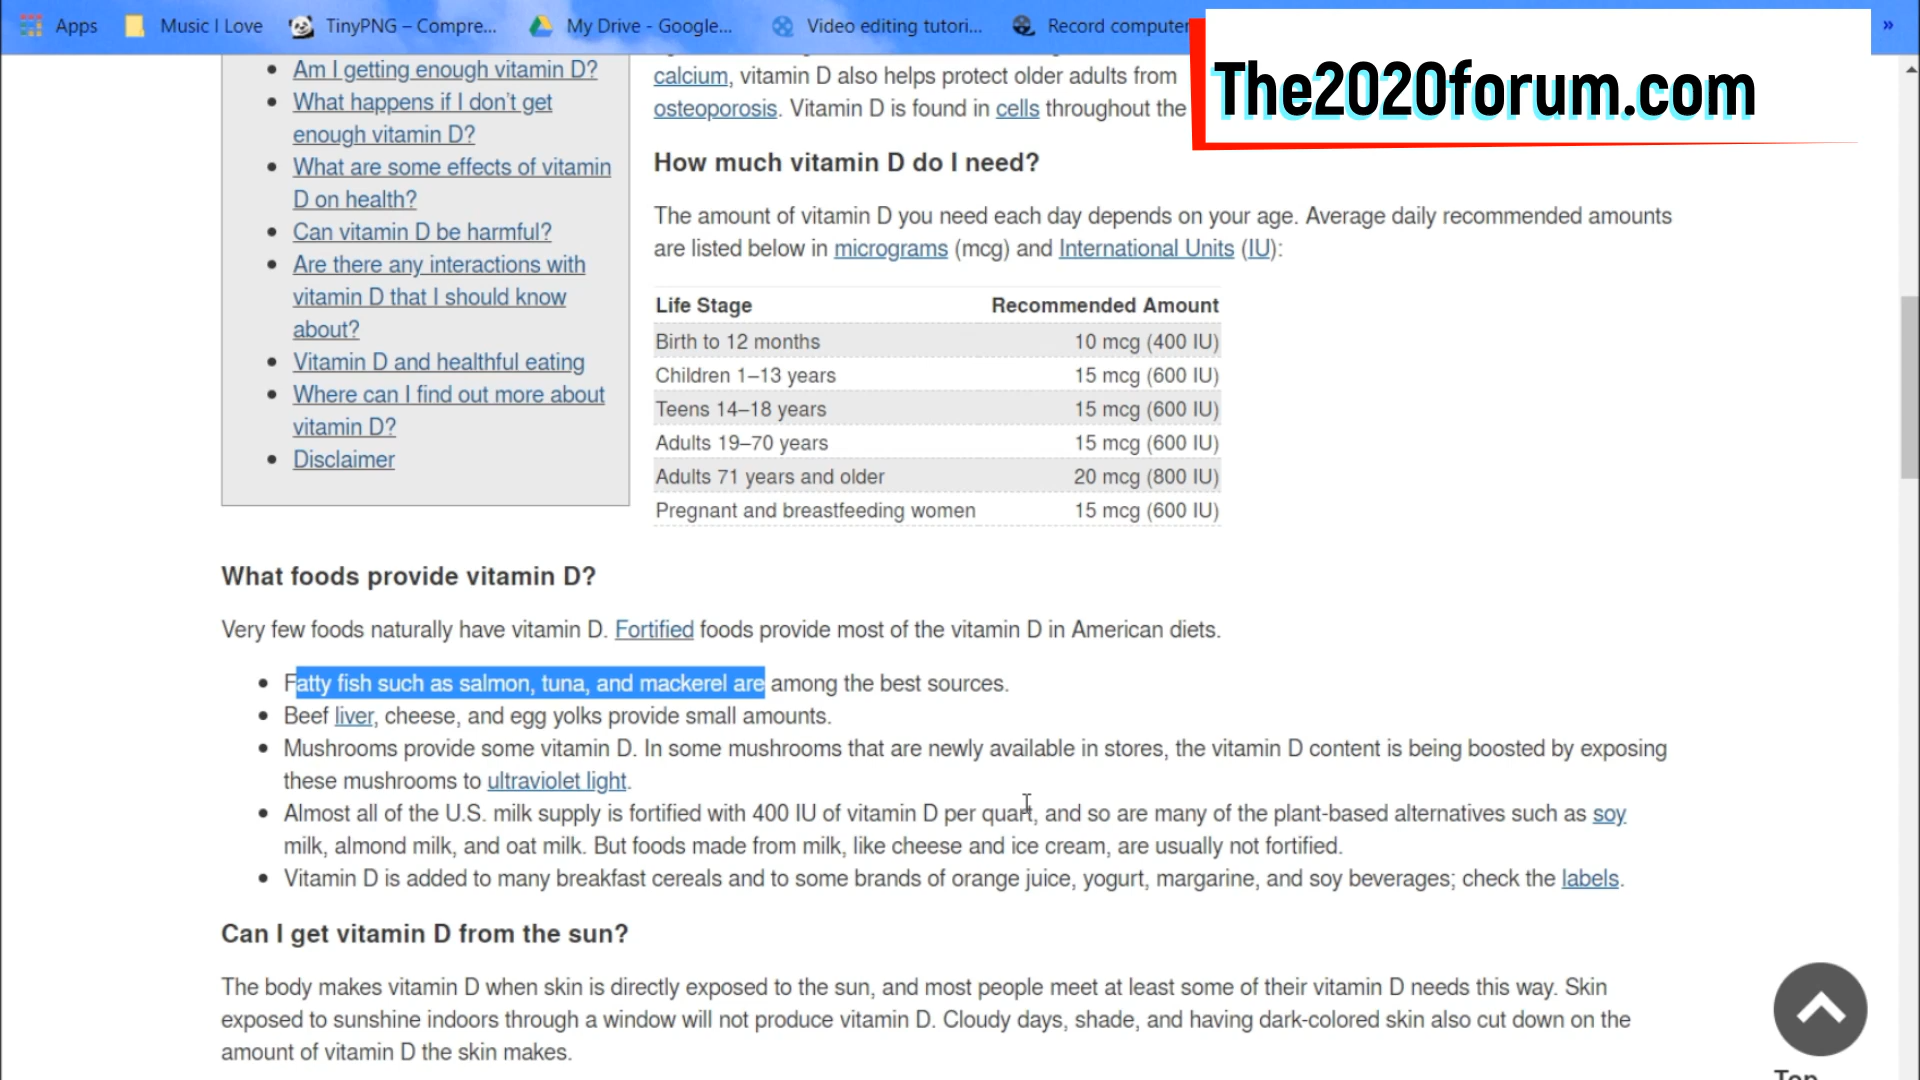 Apps
Music I Love
TinyPNG – Compre...
My Drive - Google...
Video editing tutori...
Record computer
»
The2020forum.com
Am I getting enough vitamin D?
What happens if I don't get
enough vitamin D?
What are some effects of vitamin
D on health?
Can vitamin D be harmful?
Are there any interactions with
vitamin D that I should know
about?
Vitamin D and healthful eating
Where can I find out more about
vitamin D?
Disclaimer
calcium, vitamin D also helps protect older adults from
osteoporosis. Vitamin D is found in cells throughout the
How much vitamin D do I need?
The amount of vitamin D you need each day depends on your age. Average daily recommended amounts
are listed below in micrograms (mcg) and International Units (IU):
Life Stage Recommended Amount
Birth to 12 months 10 mcg (400 IU)
Children 1–13 years 15 mcg (600 IU)
Teens 14–18 years 15 mcg (600 IU)
Adults 19–70 years 15 mcg (600 IU)
Adults 71 years and older 20 mcg (800 IU)
Pregnant and breastfeeding women 15 mcg (600 IU)
What foods provide vitamin D?
Very few foods naturally have vitamin D. Fortified foods provide most of the vitamin D in American diets.
Fatty fish such as salmon, tuna, and mackerel are among the best sources.
Beef liver, cheese, and egg yolks provide small amounts.
Mushrooms provide some vitamin D. In some mushrooms that are newly available in stores, the vitamin D content is being boosted by exposing
these mushrooms to ultraviolet light.
Almost all of the U.S. milk supply is fortified with 400 IU of vitamin D per quart, and so are many of the plant-based alternatives such as soy
milk, almond milk, and oat milk. But foods made from milk, like cheese and ice cream, are usually not fortified.
Vitamin D is added to many breakfast cereals and to some brands of orange juice, yogurt, margarine, and soy beverages; check the labels.
Can I get vitamin D from the sun?
The body makes vitamin D when skin is directly exposed to the sun, and most people meet at least some of their vitamin D needs this way. Skin
exposed to sunshine indoors through a window will not produce vitamin D. Cloudy days, shade, and having dark-colored skin also cut down on the
amount of vitamin D the skin makes.
Top